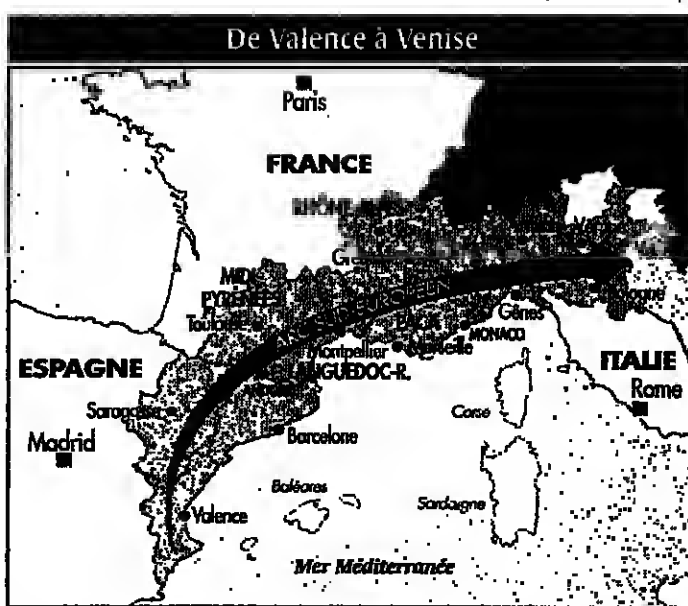 De Valence à Venise
Paris
FRANCE
MIDI
PYRÉNÉES
Toulouse
Gênes
MONACO
Montpellier
Marseille
ESPAGNE
LANGUEDOC-R.
ITALIE
Rome
Saragosse
Corse
Madrid
Barcelone
Baléares
Sardaigne
Valence
Mer Méditerranée